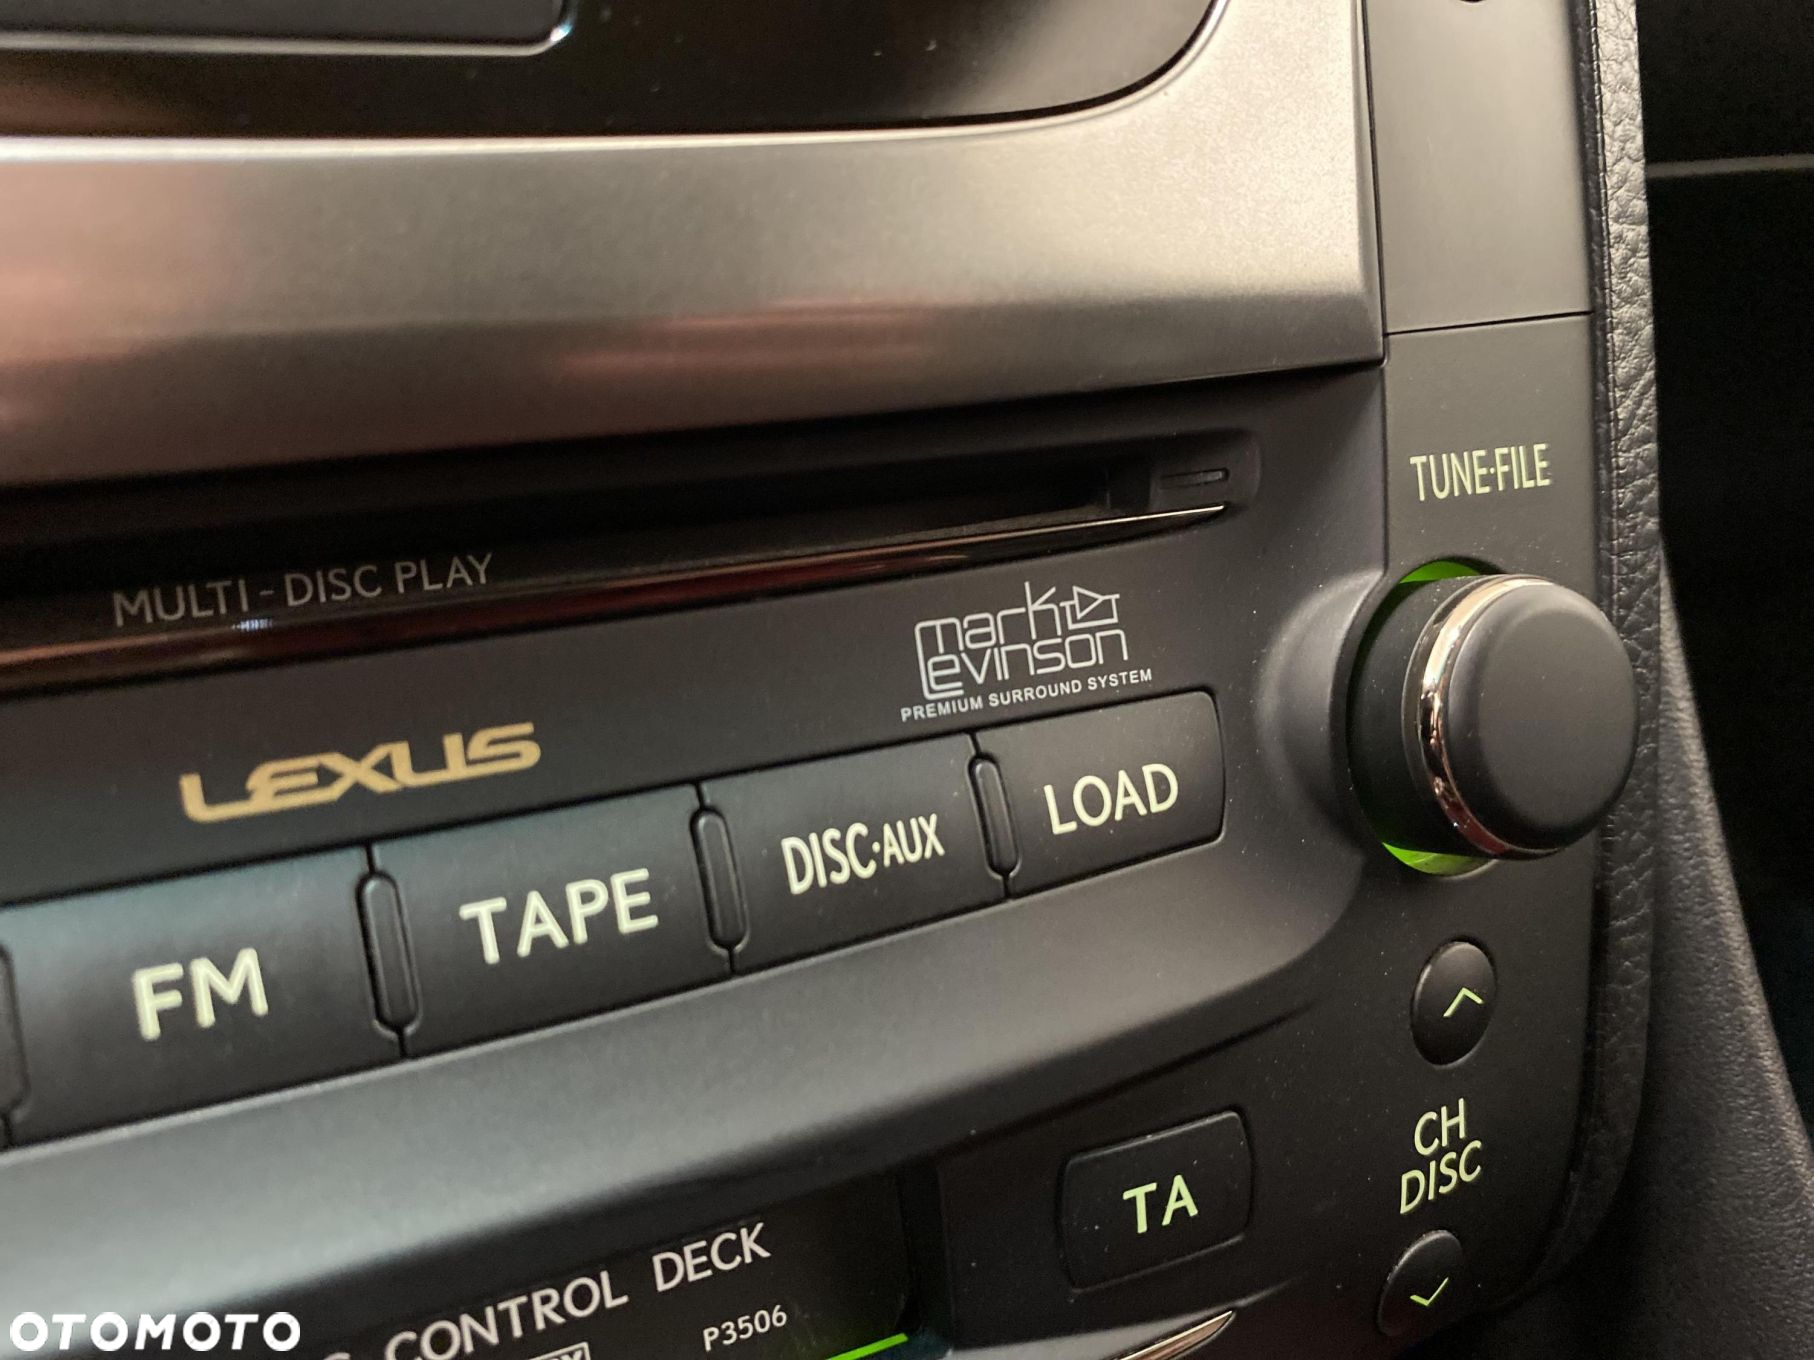 TUNE·FILE
MULTI-DISC PLAY
mark
Levinson
PREMIUM SURROUND SYSTEM
LEXUS
FM
TAPE
DISC·AUX
LOAD
CH
DISC
TA
CONTROL DECK
P3506
OTOMOTO